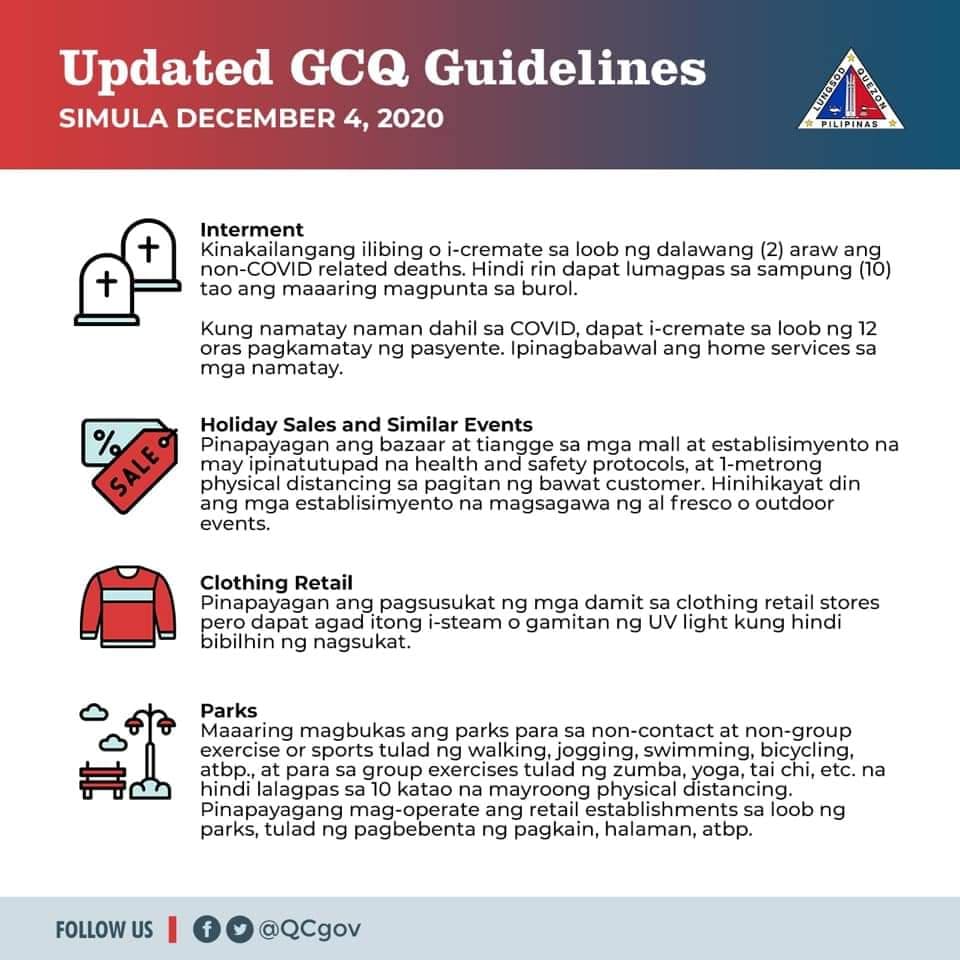 Updated GCQ Guidelines
SIMULA DECEMBER 4, 2020
LUNGSOD QUEZON
PILIPINAS
Interment
Kinakailangang ilibing o i-cremate sa loob ng dalawang (2) araw ang
non-COVID related deaths. Hindi rin dapat lumagpas sa sampung (10)
tao ang maaaring magpunta sa burol.
Kung namatay naman dahil sa COVID, dapat i-cremate sa loob ng 12
oras pagkamatay ng pasyente. Ipinagbabawal ang home services sa
mga namatay.
%
SALE
Holiday Sales and Similar Events
Pinapayagan ang bazaar at tiangge sa mga mall at establisimyento na
may ipinatutupad na health and safety protocols, at 1-metrong
physical distancing sa pagitan ng bawat customer. Hinihikayat din
ang mga establisimyento na magsagawa ng al fresco o outdoor
events.
Clothing Retail
Pinapayagan ang pagsusukat ng mga damit sa clothing retail stores
pero dapat agad itong i-steam o gamitan ng UV light kung hindi
bibilhin ng nagsukat.
Parks
Maaaring magbukas ang parks para sa non-contact at non-group
exercise or sports tulad ng walking, jogging, swimming, bicycling,
atbp., at para sa group exercises tulad ng zumba, yoga, tai chi, etc. na
hindi lalagpas sa 10 katao na mayroong physical distancing.
Pinapayagang mag-operate ang retail establishments sa loob ng
parks, tulad ng pagbebenta ng pagkain, halaman, atbp.
FOLLOW US
@QCgov